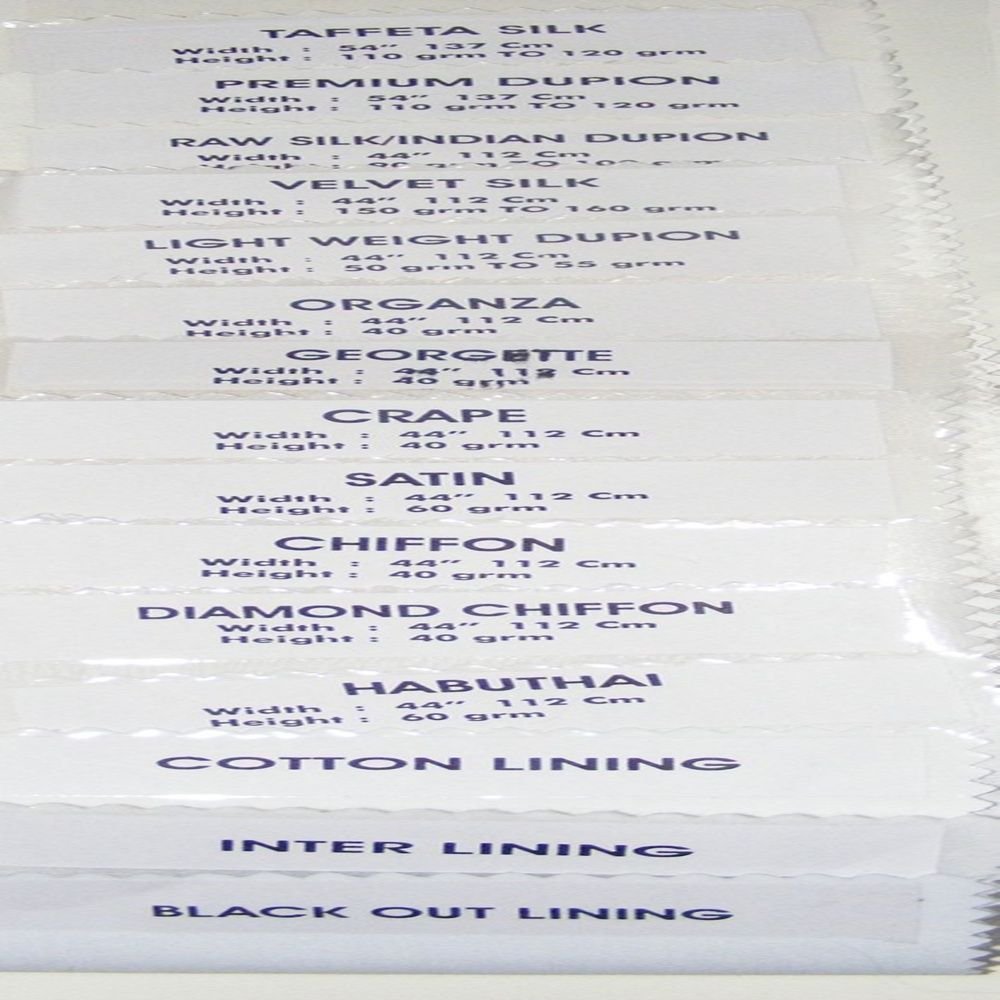 TAFFETA SILK
Width : 54" 137 Cm
Height : 110 grm TO 120 grm
PREMIUM DUPION
Width : 54" 137 Cm
Height : 110 grm TO 120 grm
RAW SILK/INDIAN DUPION
Width : 44" 112 Cm
VELVET SILK
Width : 44" 112 Cm
Height : 150 grm TO 160 grm
LIGHT WEIGHT DUPION
Width : 44" 112 Cm
Height : 50 grm TO 55 grm
ORGANZA
Width : 44" 112 Cm
Height : 40 grm
GEORGETTE
Width : 44" 112 Cm
Height : 40 grm
CRAPE
Width : 44" 112 Cm
Height : 40 grm
SATIN
Width : 44" 112 Cm
Height : 60 grm
CHIFFON
Width : 44" 112 Cm
Height : 40 grm
DIAMOND CHIFFON
Width : 44" 112 Cm
Height : 40 grm
HABUTHAI
Width : 44" 112 Cm
Height : 60 grm
COTTON LINING
INTER LINING
BLACK OUT LINING